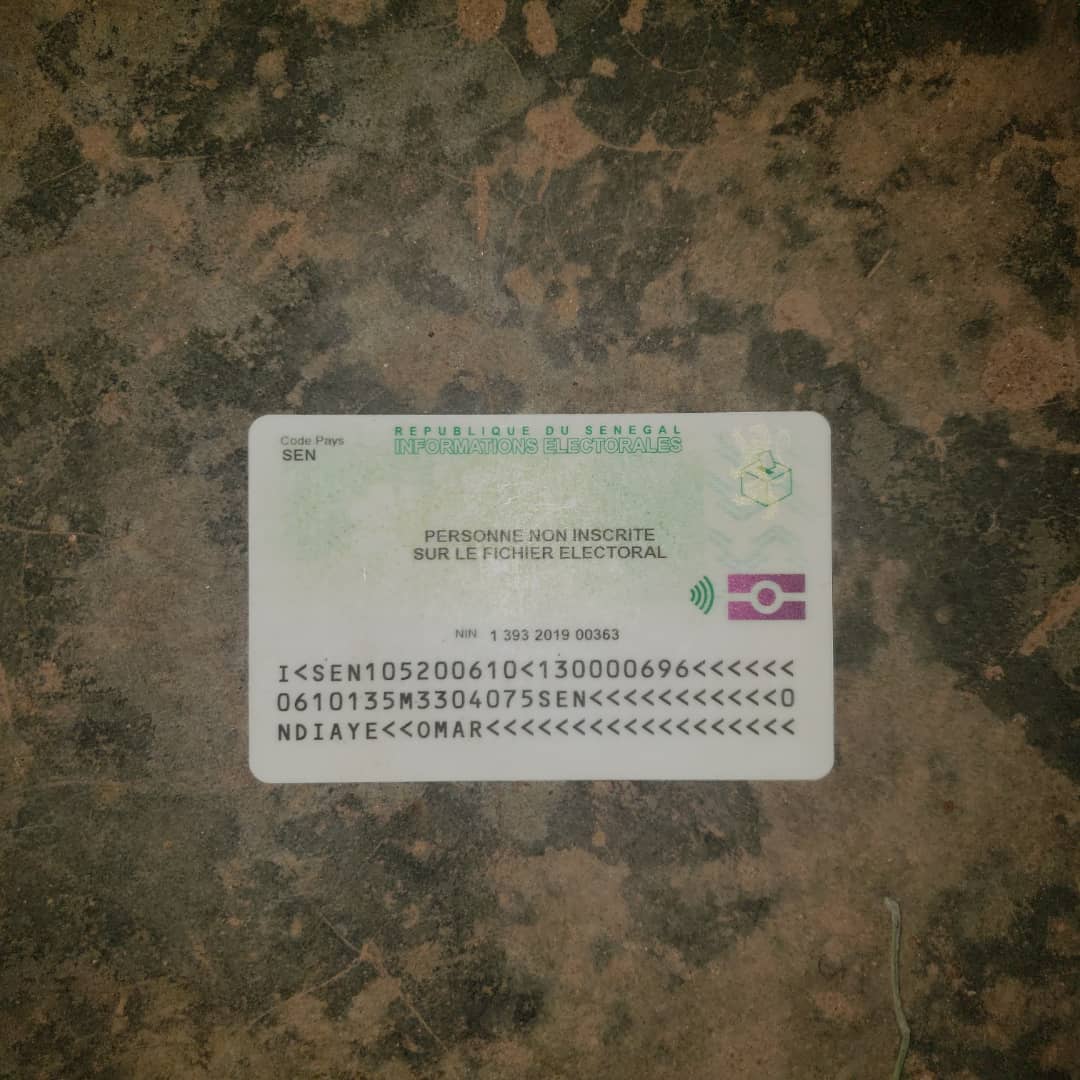 Code Pays
SEN
REPUBLIQUE DU SENEGAL
INFORMATIONS ELECTORALES
PERSONNE NON INSCRITE
SUR LE FICHIER ELECTORAL
NIN 1 393 2019 00363
I<SEN105200610<130000696<<<<<<
0610135M3304075SEN<<<<<<<<<<<0
NDIAYE<<OMAR<<<<<<<<<<<<<<<<<<